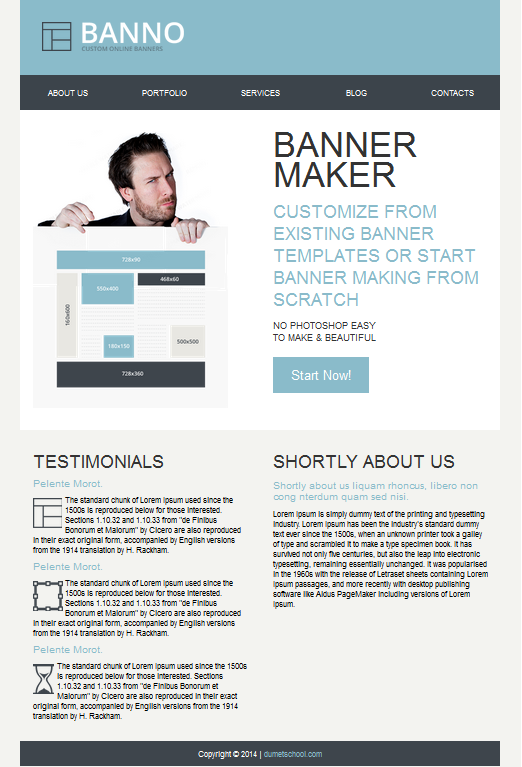 BANNO
CUSTOM ONLINE BANNERS
ABOUT US PORTFOLIO SERVICES BLOG CONTACTS
728x90
468x60
550x400
160x600
180x150
500x500
728x360
BANNER
MAKER
CUSTOMIZE FROM
EXISTING BANNER
TEMPLATES OR START
BANNER MAKING FROM
SCRATCH
NO PHOTOSHOP EASY
TO MAKE & BEAUTIFUL
Start Now!
TESTIMONIALS
Pelente Morot.
The standard chunk of Lorem Ipsum used since the
1500s is reproduced below for those interested.
Sections 1.10.32 and 1.10.33 from "de Finibus
Bonorum et Malorum" by Cicero are also reproduced
in their exact original form, accompanied by English versions
from the 1914 translation by H. Rackham.
Pelente Morot.
The standard chunk of Lorem Ipsum used since the
1500s is reproduced below for those interested.
Sections 1.10.32 and 1.10.33 from "de Finibus
Bonorum et Malorum" by Cicero are also reproduced
in their exact original form, accompanied by English versions
from the 1914 translation by H. Rackham.
Pelente Morot.
The standard chunk of Lorem Ipsum used since the 1500s
is reproduced below for those interested. Sections
1.10.32 and 1.10.33 from "de Finibus Bonorum et
Malorum" by Cicero are also reproduced in their exact
original form, accompanied by English versions from the 1914
translation by H. Rackham.
SHORTLY ABOUT US
Shortly about us liquam rhoncus, libero non
cong nterdum quam sed nisi.
Lorem Ipsum is simply dummy text of the printing and typesetting
industry. Lorem Ipsum has been the industry's standard dummy
text ever since the 1500s, when an unknown printer took a galley
of type and scrambled it to make a type specimen book. It has
survived not only five centuries, but also the leap into electronic
typesetting, remaining essentially unchanged. It was popularised
in the 1960s with the release of Letraset sheets containing Lorem
Ipsum passages, and more recently with desktop publishing
software like Aldus PageMaker including versions of Lorem
Ipsum.
Copyright © 2014 | dumetschool.com